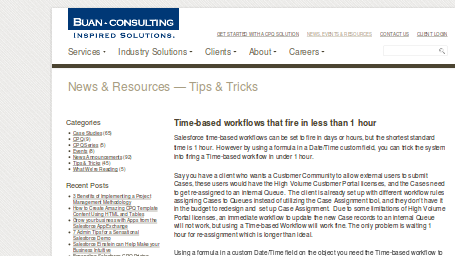 BUAN • CONSULTING
INSPIRED SOLUTIONS.
GET STARTED WITH A CPQ SOLUTION NEWS, EVENTS & RESOURCES CONTACT US CLIENT LOGIN
Services Industry Solutions Clients About Careers
News & Resources — Tips & Tricks
Categories
Case Studies (65)
CPQ (9)
CPQ Series (5)
Events (8)
News Announcements (92)
Tips & Tricks (45)
What We're Reading (5)
Recent Posts
3 Benefits of Implementing a Project
Management Methodology
How to Create Amazing CPQ Template
Content Using HTML and Tables
Grow your business with Apps from the
Salesforce AppExchange
7 Admin Tips for a Sensational
Salesforce Demo
Salesforce Einstein can Help Make your
Business Intuitive
Time-based workflows that fire in less than 1 hour
Salesforce time-based workflows can be set to fire in days or hours, but the shortest standard
time is 1 hour. However by using a formula in a Date/Time custom field, you can trick the system
into firing a Time-based workflow in under 1 hour.
Say you have a client who wants a Customer Community to allow external users to submit
Cases, these users would have the High Volume Customer Portal licenses, and the Cases need
to get re-assigned to an internal Queue. The client is already set up with different workflow rules
assigning Cases to Queues instead of utilizing the Case Assignment tool, and they don't have it
in the budget to redesign and set up Case Assignment. Due to some limitations of High Volume
Portal licenses, an immediate workflow to update the new Case records to an Internal Queue
will not work, but using a Time-based Workflow will work fine. The only problem is waiting 1
hour for re-assignment which is longer than ideal.
Using a formula in a custom Date/Time field on the object you need the Time-based workflow to